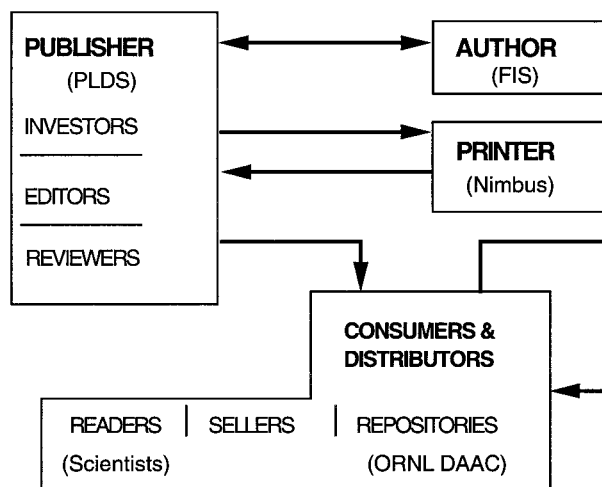 PUBLISHER
(PLDS)
INVESTORS
EDITORS
REVIEWERS
AUTHOR
(FIS)
PRINTER
(Nimbus)
CONSUMERS &
DISTRIBUTORS
READERS SELLERS REPOSITORIES
(Scientists) (ORNL DAAC)